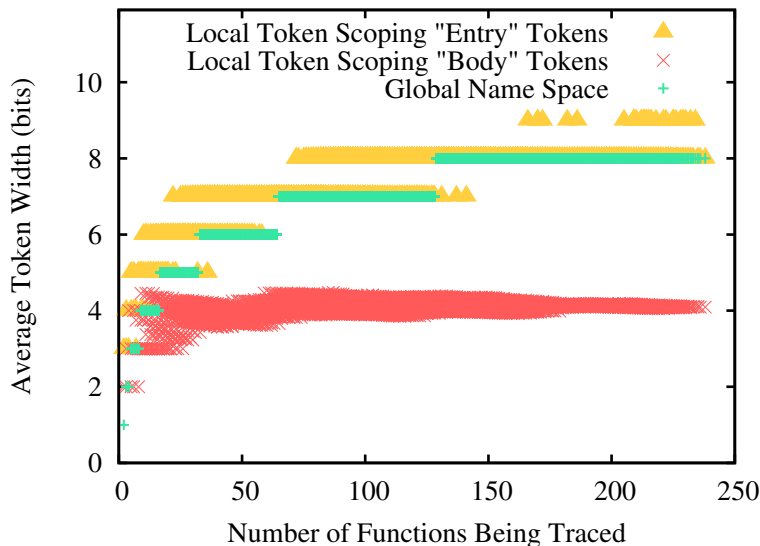 Local Token Scoping "Entry" Tokens
Local Token Scoping "Body" Tokens
Global Name Space
10
8
6
4
2
0
Average Token Width (bits)
0 50 100 150 200 250
Number of Functions Being Traced